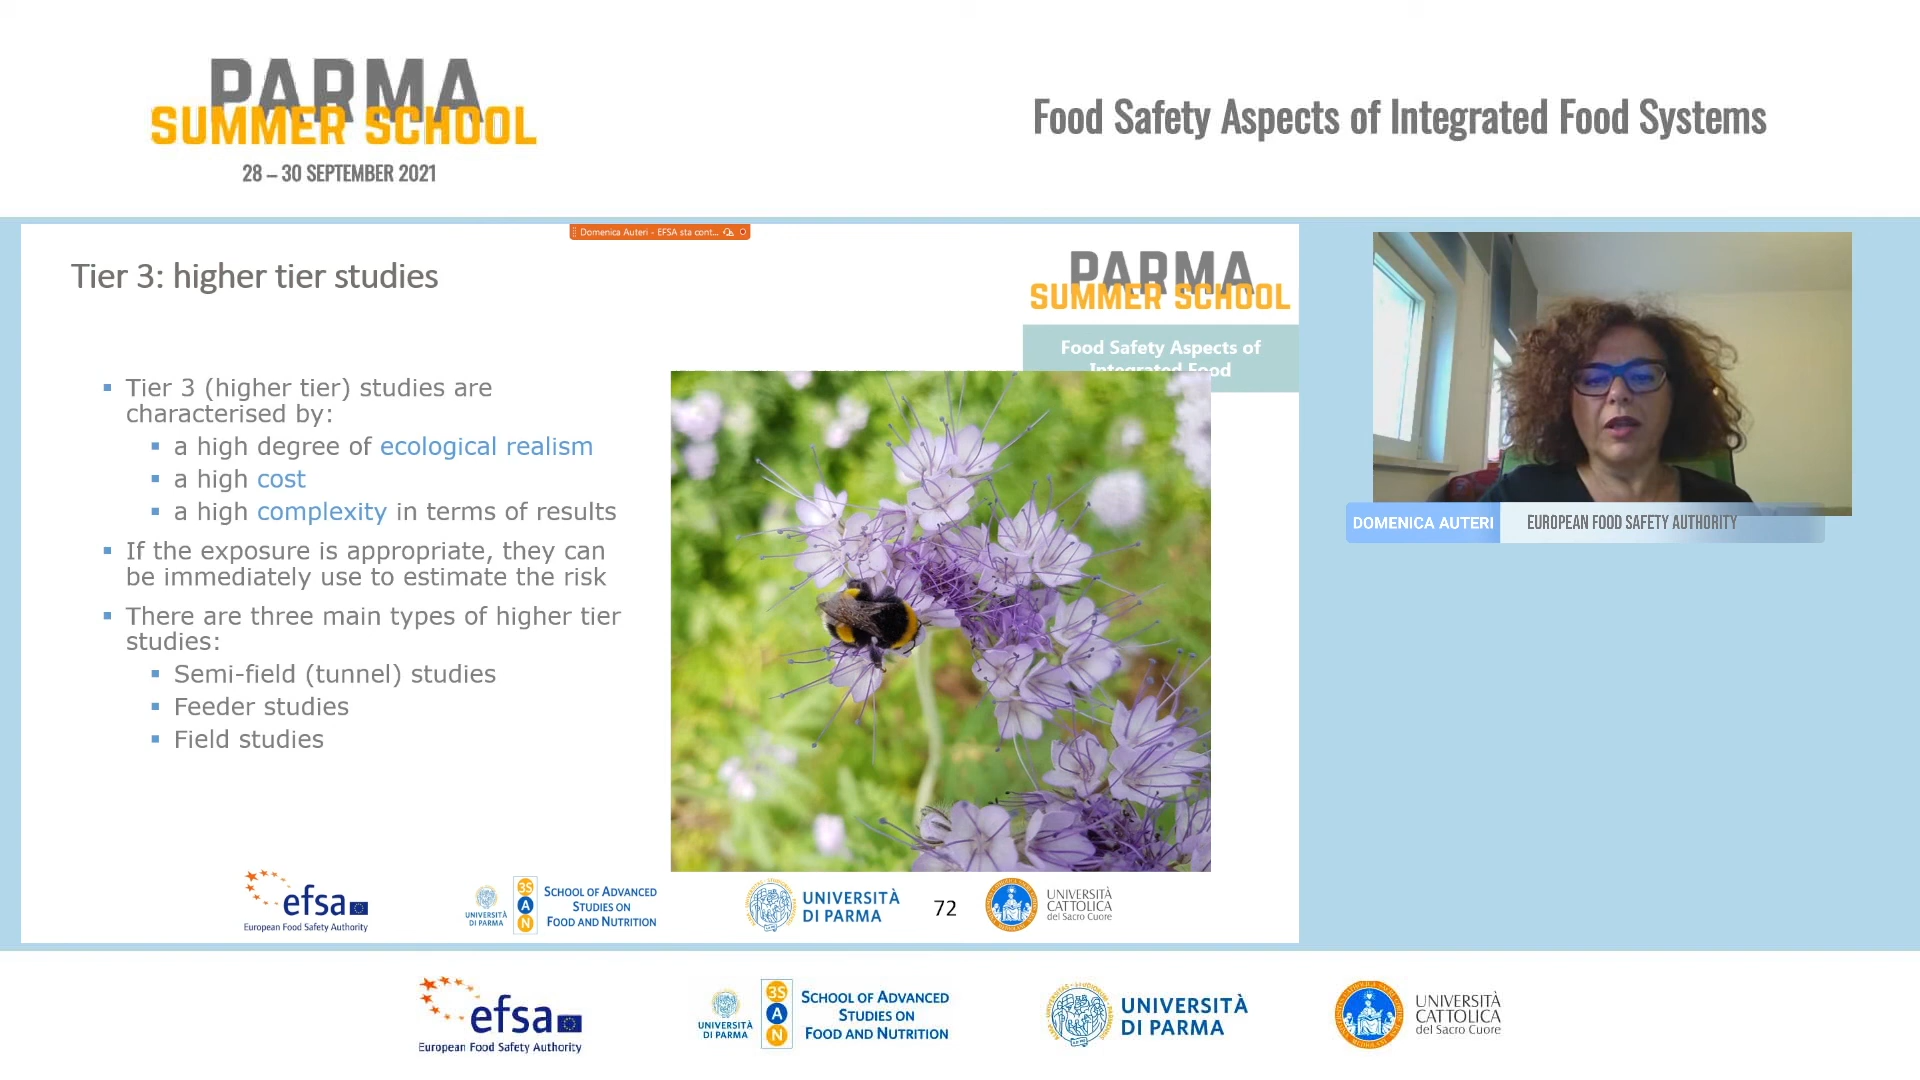 PARMA
SUMMER SCHOOL
28 – 30 SEPTEMBER 2021
Food Safety Aspects of Integrated Food Systems
Domenica Auteri - EFSA sta cont...
Tier 3: higher tier studies
PARMA
SUMMER SCHOOL
Food Safety Aspects of
Integrated Food
▪ Tier 3 (higher tier) studies are
characterised by:
▪ a high degree of ecological realism
▪ a high cost
▪ a high complexity in terms of results
▪ If the exposure is appropriate, they can
be immediately use to estimate the risk
▪ There are three main types of higher tier
studies:
▪ Semi-field (tunnel) studies
▪ Feeder studies
▪ Field studies
DOMENICA AUTERI
EUROPEAN FOOD SAFETY AUTHORITY
efsa
European Food Safety Authority
UNIVERSITÀ
DI PARMA
3S
A
N
SCHOOL OF ADVANCED
STUDIES ON
FOOD AND NUTRITION
UNIVERSITÀ
DI PARMA
72
UNIVERSITÀ
CATTOLICA
del Sacro Cuore
efsa
European Food Safety Authority
UNIVERSITÀ
DI PARMA
3S
A
N
SCHOOL OF ADVANCED
STUDIES ON
FOOD AND NUTRITION
UNIVERSITÀ
DI PARMA
UNIVERSITÀ
CATTOLICA
del Sacro Cuore